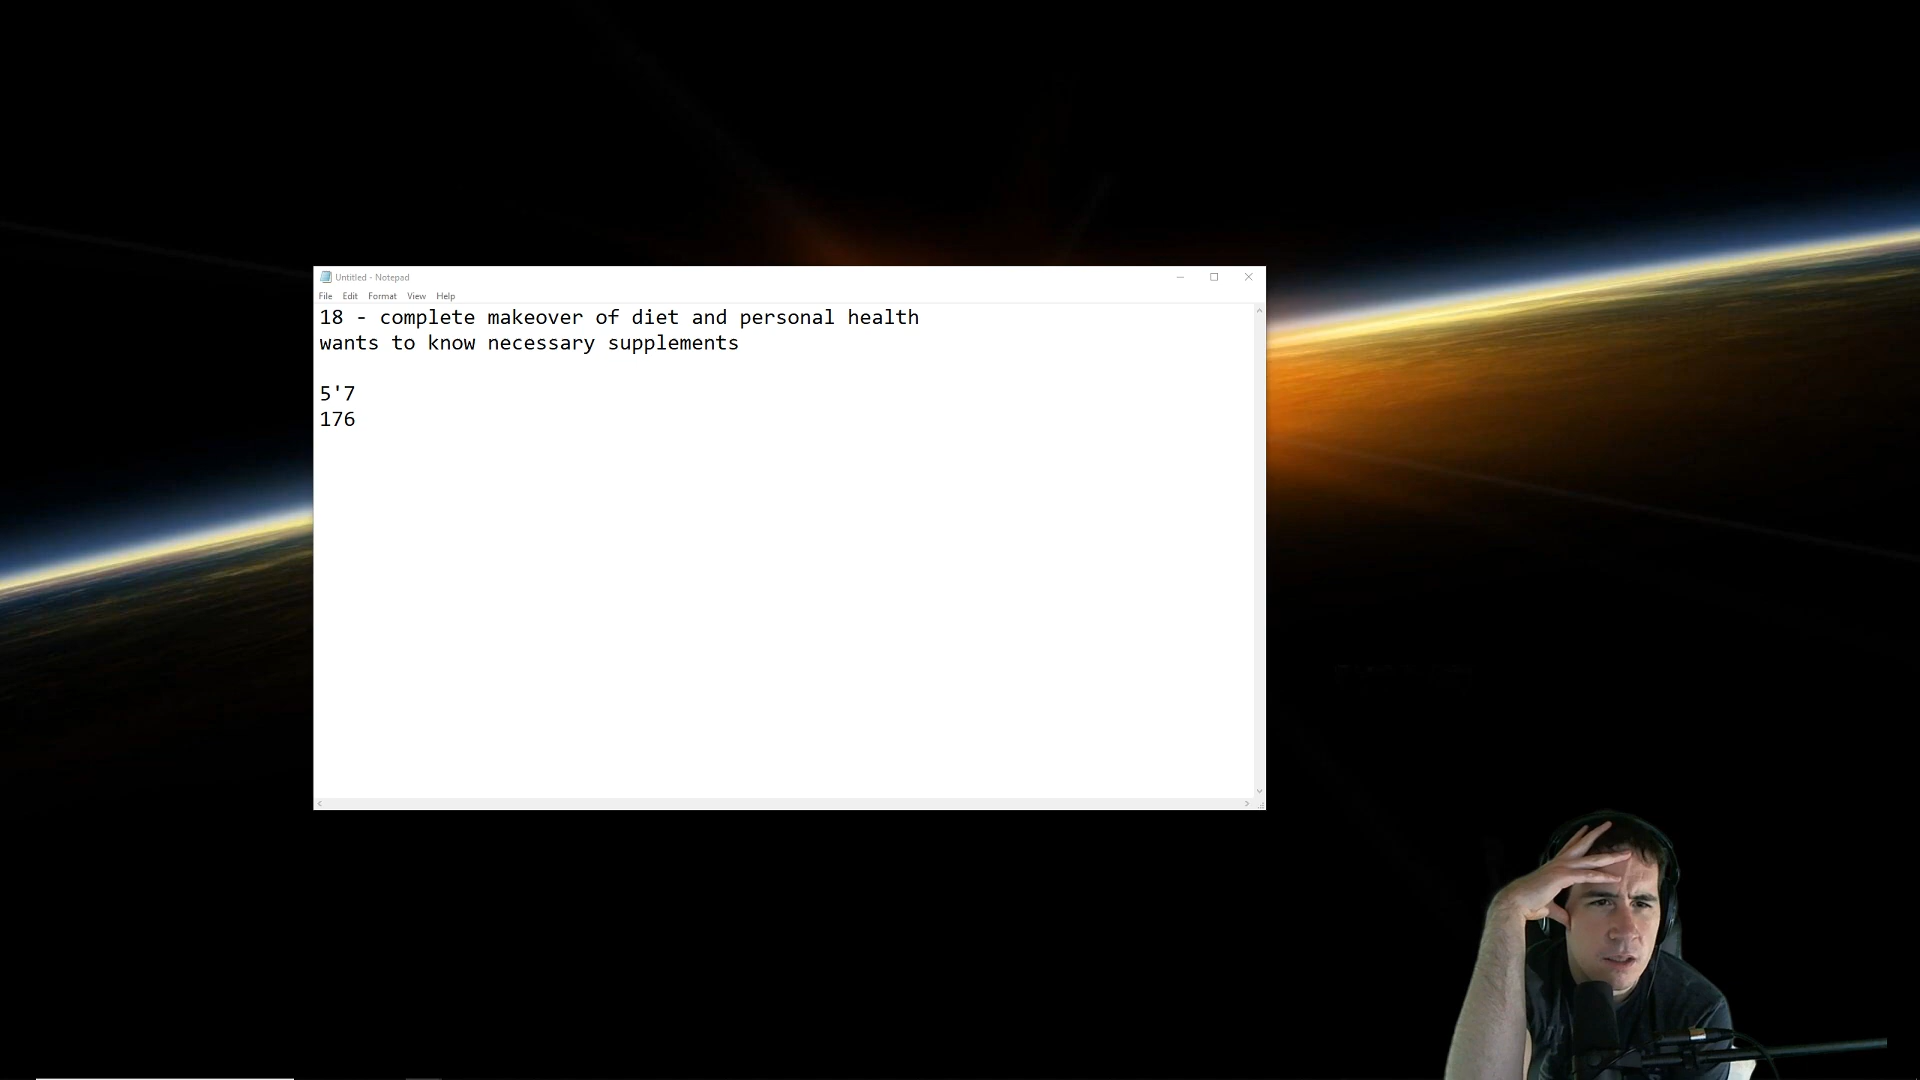 Untitled - Notepad
File Edit Format View Help
18 - complete makeover of diet and personal health
wants to know necessary supplements
5'7
176